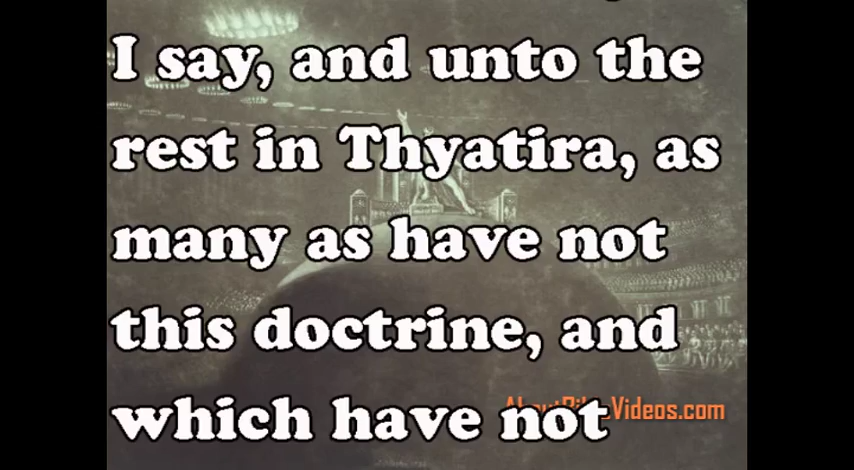 I say, and unto the
rest in Thyatira, as
many as have not
this doctrine, and
which have not
AboutBibleVideos.com